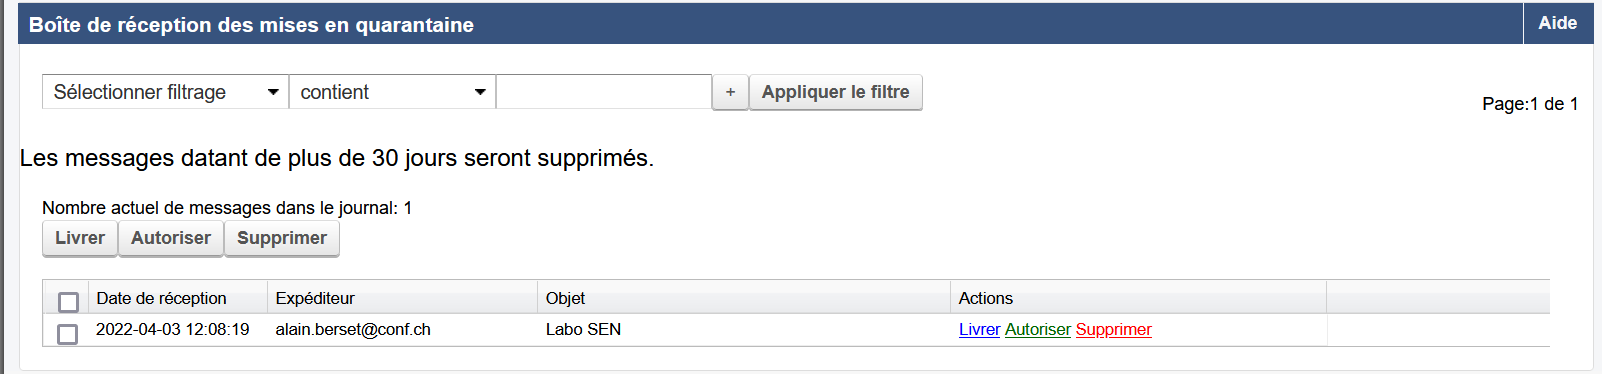 Boîte de réception des mises en quarantaine Aide
Sélectionner filtrage contient + Appliquer le filtre
Page:1 de 1
Les messages datant de plus de 30 jours seront supprimés.
Nombre actuel de messages dans le journal: 1
Livrer Autoriser Supprimer
Date de réception Expéditeur Objet Actions
2022-04-03 12:08:19 alain.berset@conf.ch Labo SEN Livrer Autoriser Supprimer